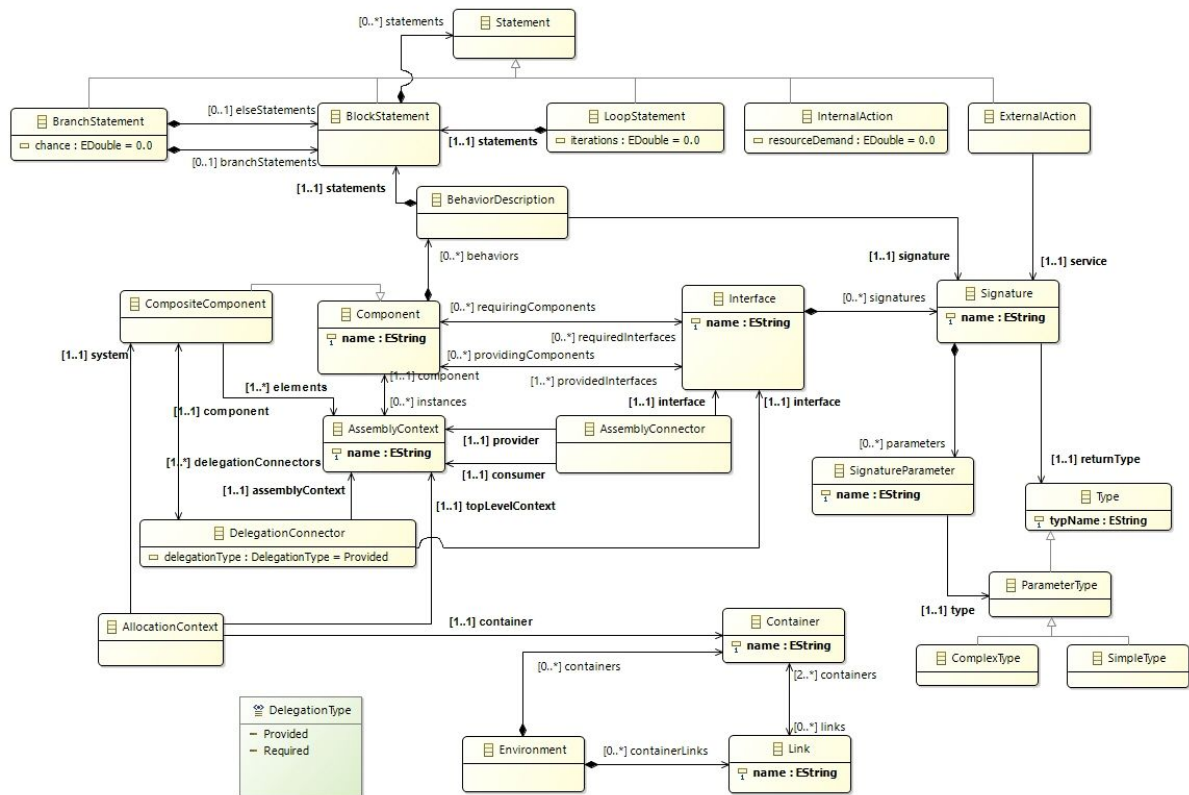 [0..*] statements
Statement
BranchStatement
chance : EDouble = 0.0
[0..1] elseStatements
[0..1] branchStatements
BlockStatement
[1..1] statements
LoopStatement
iterations : EDouble = 0.0
InternalAction
resourceDemand : EDouble = 0.0
ExternalAction
[1..1] statements
BehaviorDescription
[1..1] signature
[1..1] service
[0..*] behaviors
CompositeComponent
Component
name : EString
[0..*] requiringComponents
[0..*] requiredInterfaces
[0..*] providingComponents
[1..*] providedInterfaces
Interface
name : EString
[0..*] signatures
Signature
name : EString
[1..1] system
[1..1] component
[1..*] elements
[0..*] instances
[1..1] interface
[1..1] interface
[1..1] component
AssemblyContext
name : EString
[1..1] provider
[1..1] consumer
AssemblyConnector
[0..*] parameters
SignatureParameter
name : EString
[1..1] returnType
[1..*] delegationConnectors
[1..1] assemblyContext
[1..1] topLevelContext
Type
typName : EString
DelegationConnector
delegationType : DelegationType = Provided
ParameterType
[1..1] type
AllocationContext
[1..1] container
Container
name : EString
ComplexType
SimpleType
[0..*] containers
[2..*] containers
DelegationType
Provided
Required
[0..*] links
Environment
[0..*] containerLinks
Link
name : EString